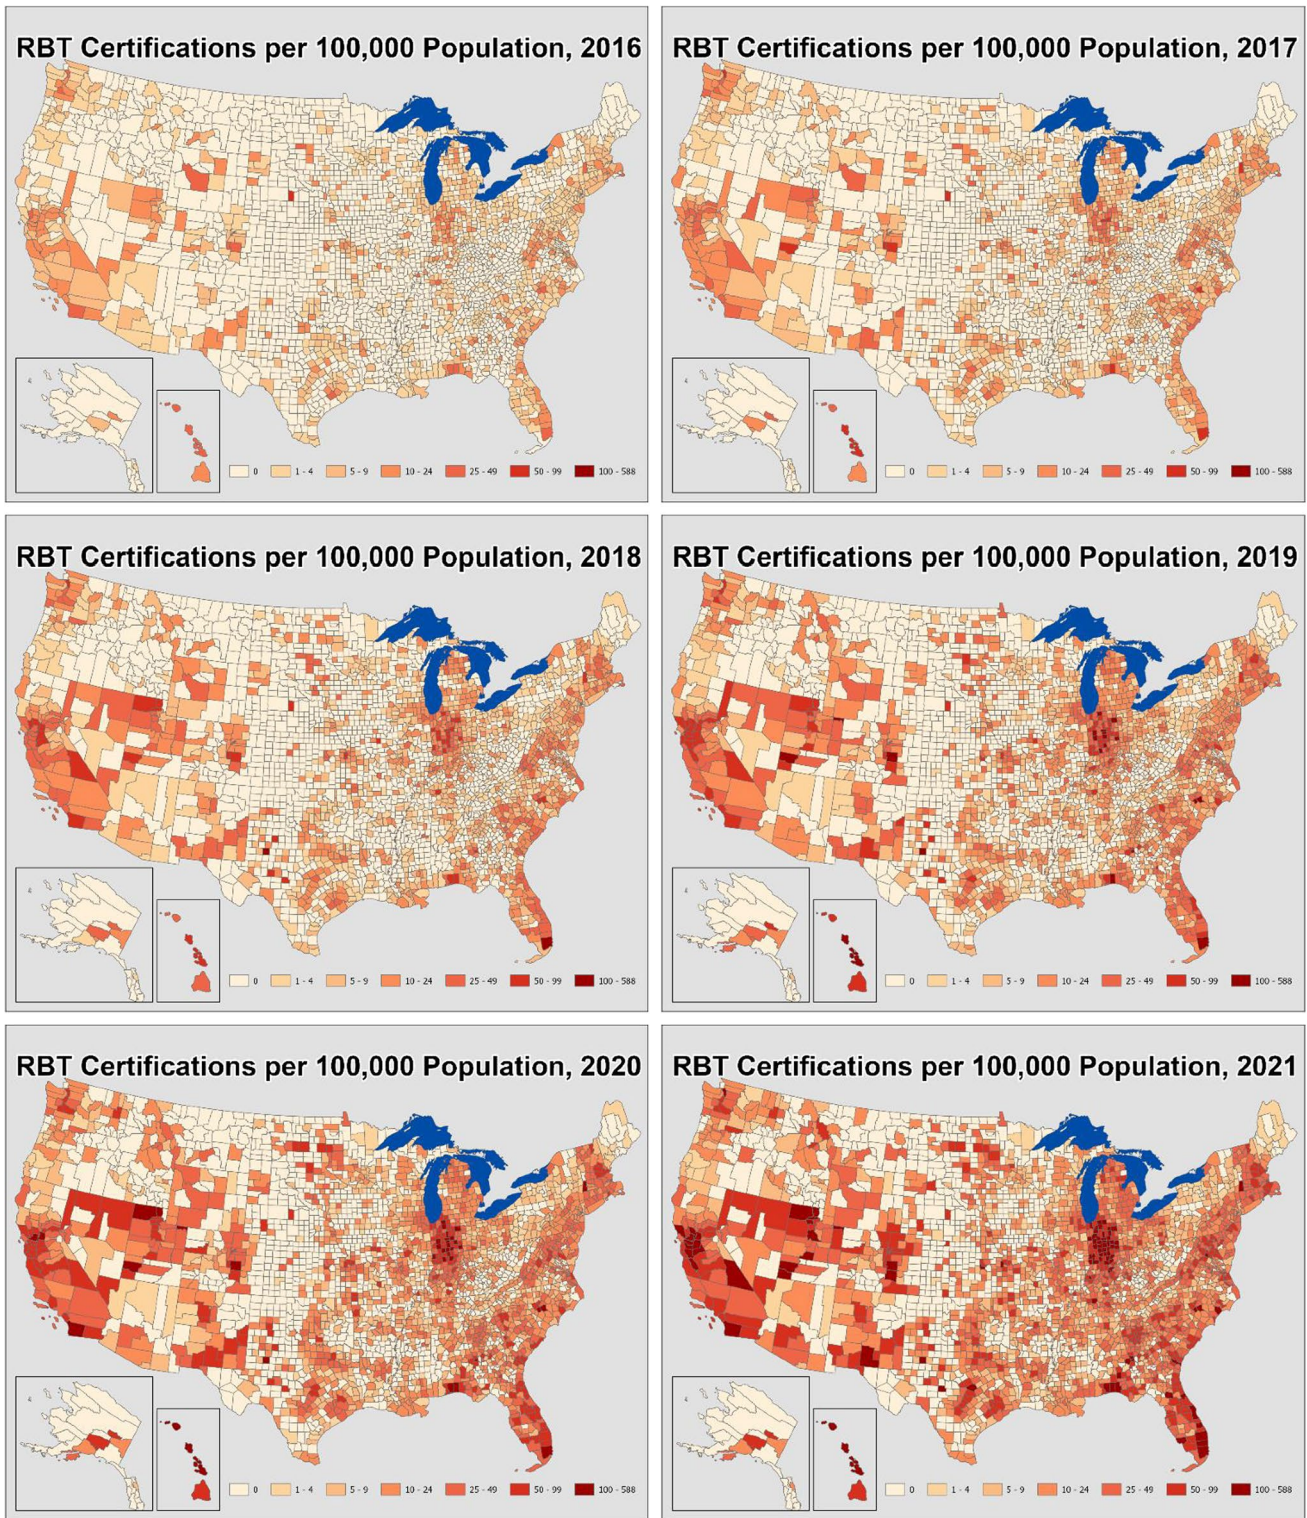 RBT Certifications per 100,000 Population, 2016
0 1 - 4 5 - 9 10 - 24 25 - 49 50 - 99 100 - 588
RBT Certifications per 100,000 Population, 2017
0 1 - 4 5 - 9 10 - 24 25 - 49 50 - 99 100 - 588
RBT Certifications per 100,000 Population, 2018
0 1 - 4 5 - 9 10 - 24 25 - 49 50 - 99 100 - 588
RBT Certifications per 100,000 Population, 2019
0 1 - 4 5 - 9 10 - 24 25 - 49 50 - 99 100 - 588
RBT Certifications per 100,000 Population, 2020
0 1 - 4 5 - 9 10 - 24 25 - 49 50 - 99 100 - 588
RBT Certifications per 100,000 Population, 2021
0 1 - 4 5 - 9 10 - 24 25 - 49 50 - 99 100 - 588